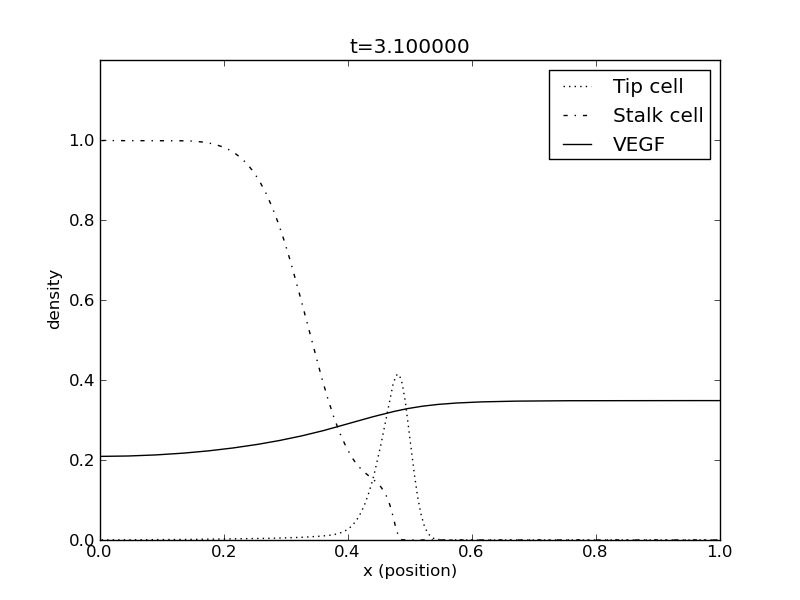 t=3.100000
Tip cell
Stalk cell
VEGF
density
1.0
0.8
0.6
0.4
0.2
0.0
0.0 0.2 0.4 0.6 0.8 1.0
x (position)